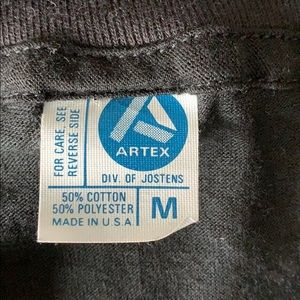 FOR CARE, SEE
REVERSE SIDE
ARTEX
DIV. OF JOSTENS
50% COTTON
50% POLYESTER
MADE IN U.S.A.
M